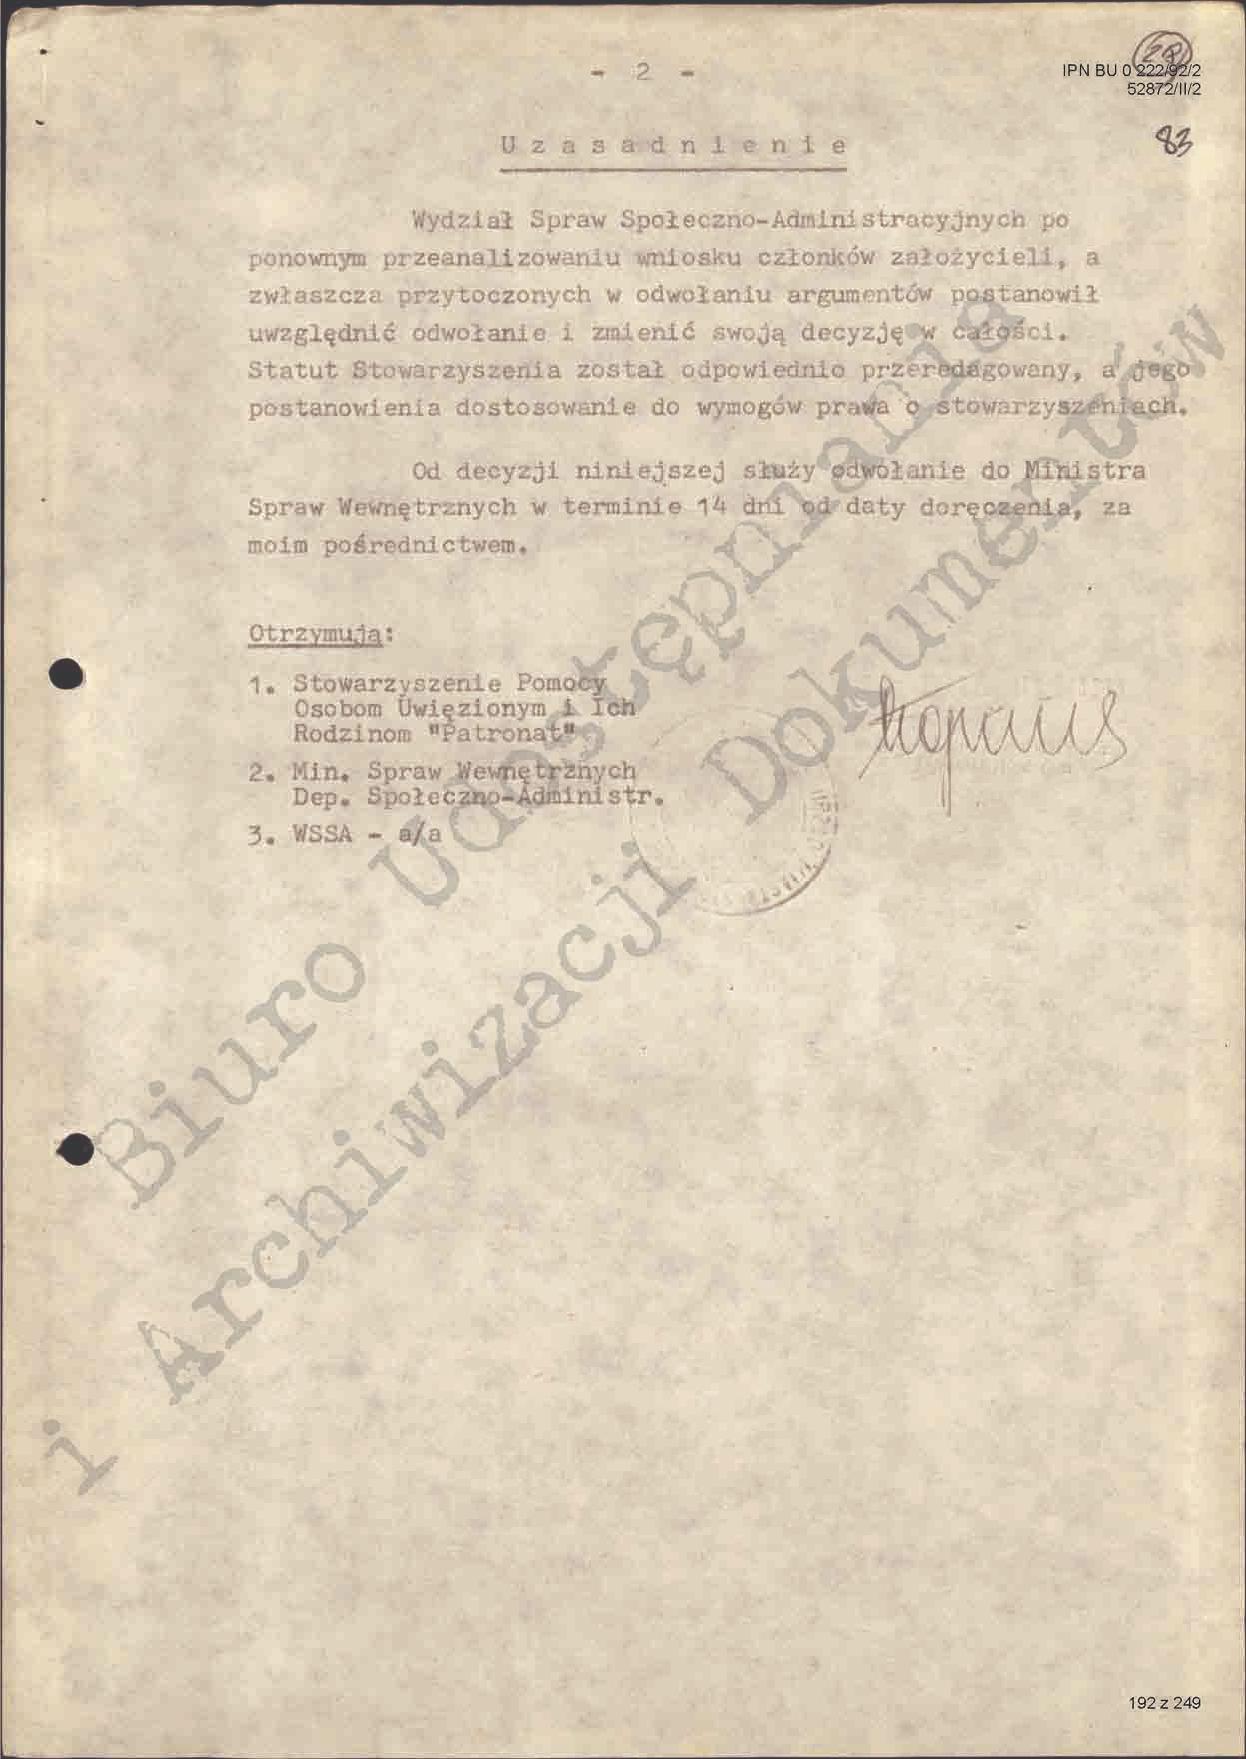 - 2 -
IPN BU 0 222/92/2
52872/II/2
83
Uzasadnienie
Wydział Spraw Społeczno-Administracyjnych po
ponownym przeanalizowaniu wniosku członków założycieli, a
zwłaszcza przytoczonych w odwołaniu argumentów postanowił
uwzględnić odwołanie i zmienić swoją decyzję w całości.
Statut Stowarzyszenia został odpowiednio przeredagowany, a jego
postanowienia dostosowanie do wymogów prawa o stowarzyszeniach.
Od decyzji niniejszej służy odwołanie do Ministra
Spraw Wewnętrznych w terminie 14 dni od daty doręczenia, za
moim pośrednictwem.
Otrzymują:
1. Stowarzyszenie Pomocy
Osobom Uwięzionym i Ich
Rodzinom "Patronat"
2. Min. Spraw Wewnętrznych
Dep. Społeczno-Administr.
3. WSSA - a/a
Biuro Udostępniania
i Archiwizacji Dokumentów
192 z 249